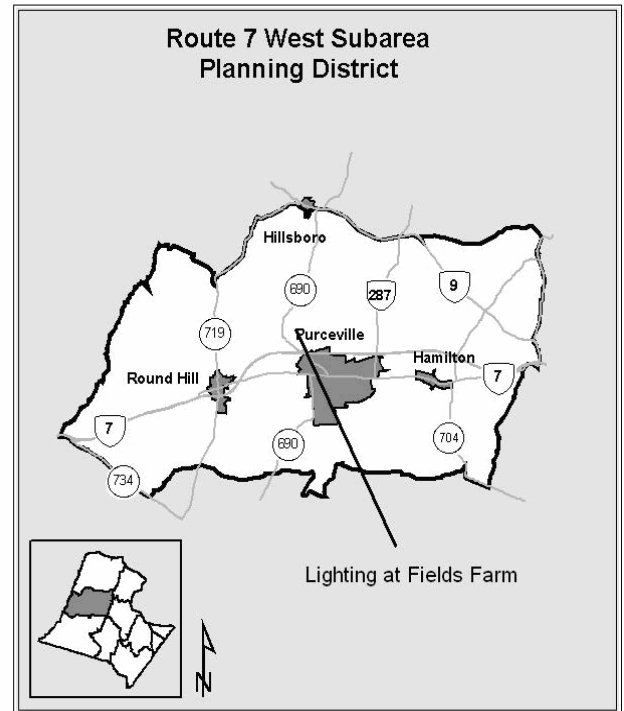 Route 7 West Subarea
Planning District
Hillsboro
690
287
9
719
Purceville
Hamilton
Round Hill
7
7
690
704
734
Lighting at Fields Farm
N